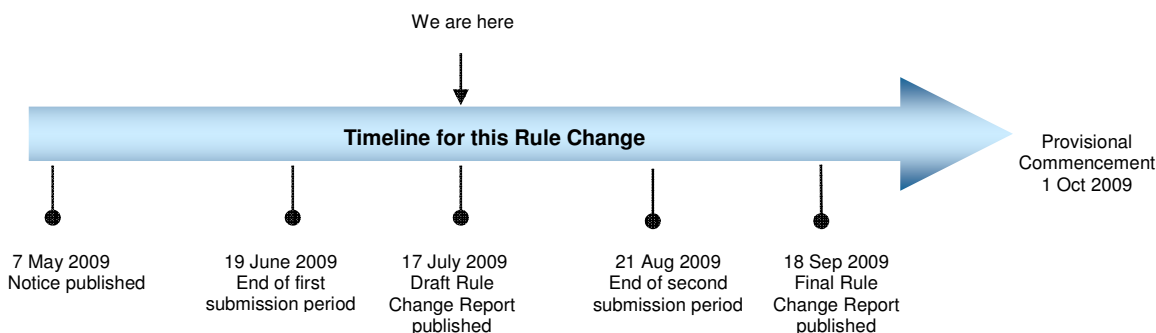 We are here
Timeline for this Rule Change
Provisional
Commencement
1 Oct 2009
7 May 2009
Notice published
19 June 2009
End of first
submission period
17 July 2009
Draft Rule
Change Report
published
21 Aug 2009
End of second
submission period
18 Sep 2009
Final Rule
Change Report
published